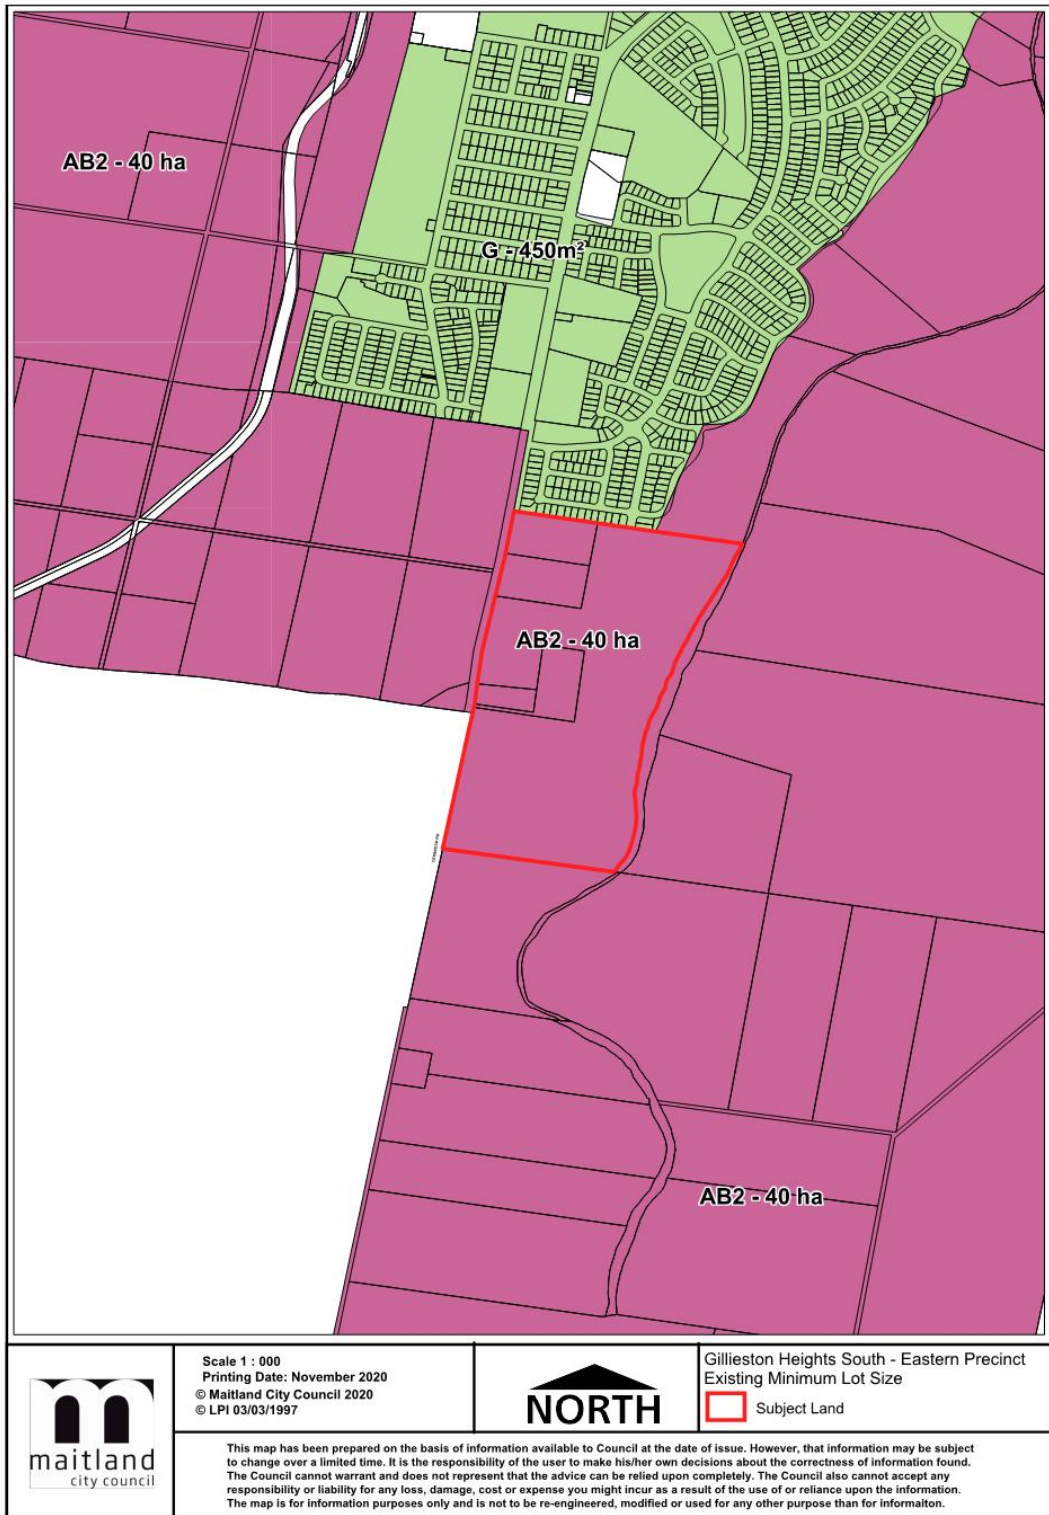 AB2 - 40 ha
G - 450m²
AB2 - 40 ha
AB2 - 40 ha
maitland
city council
Scale 1 : 000
Printing Date: November 2020
© Maitland City Council 2020
© LPI 03/03/1997
NORTH
Gillieston Heights South - Eastern Precinct
Existing Minimum Lot Size
Subject Land
This map has been prepared on the basis of information available to Council at the date of issue. However, that information may be subject
to change over a limited time. It is the responsibility of the user to make his/her own decisions about the correctness of information found.
The Council cannot warrant and does not represent that the advice can be relied upon completely. The Council also cannot accept any
responsibility or liability for any loss, damage, cost or expense you might incur as a result of the use of or reliance upon the information.
The map is for information purposes only and is not to be re-engineered, modified or used for any other purpose than for informaiton.